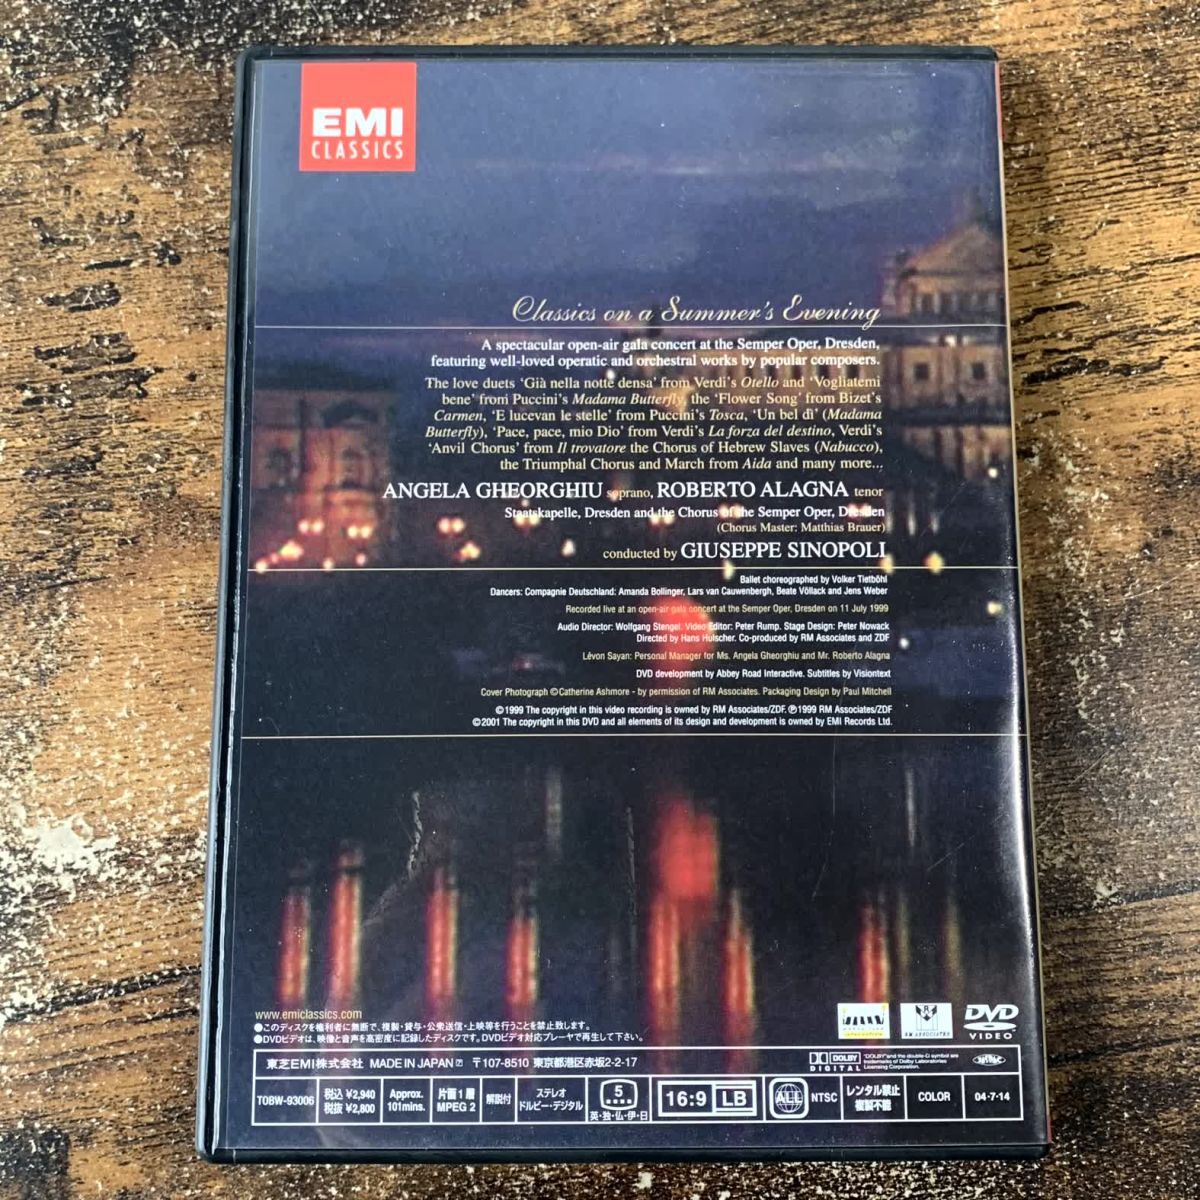 EMI
CLASSICS
Classics on a Summer's Evening
A spectacular open-air gala concert at the Semper Oper, Dresden,
featuring well-loved operatic and orchestral works by popular composers.
The love duets ‘Già nella notte densa’ from Verdi's Otello and ‘Vogliatemi
bene’ from Puccini's Madama Butterfly, the ‘Flower Song’ from Bizet's
Carmen, ‘E lucevan le stelle’ from Puccini's Tosca, ‘Un bel dì’ (Madama
Butterfly), ‘Pace, pace, mio Dio’ from Verdi's La forza del destino, Verdi's
‘Anvil Chorus’ from Il trovatore the Chorus of Hebrew Slaves (Nabucco),
the Triumphal Chorus and March from Aida and many more...
ANGELA GHEORGHIU soprano, ROBERTO ALAGNA tenor
Staatskapelle, Dresden and the Chorus of the Semper Oper, Dresden
(Chorus Master: Matthias Brauer)
conducted by GIUSEPPE SINOPOLI
Ballet choreographed by Volker Tietböhl
Dancers: Compagnie Deutschland: Amanda Bollinger, Lars van Cauwenbergh, Beate Völlack and Jens Weber
Recorded live at an open-air gala concert at the Semper Oper, Dresden on 11 July 1999
Audio Director: Wolfgang Stengel. Video Editor: Peter Rump. Stage Design: Peter Nowack
Directed by Hans Hulscher. Co-produced by RM Associates and ZDF
Lévon Sayan: Personal Manager for Ms. Angela Gheorghiu and Mr. Roberto Alagna
DVD development by Abbey Road Interactive. Subtitles by Visiontext
Cover Photograph ©Catherine Ashmore - by permission of RM Associates. Packaging Design by Paul Mitchell
©1999 The copyright in this video recording is owned by RM Associates/ZDF. ℗1999 RM Associates/ZDF
©2001 The copyright in this DVD and all elements of its design and development is owned by EMI Records Ltd.
www.emiclassics.com
●このディスクを権利者に無断で、複製・貸与・公衆送信・上映等を行うことを禁止致します。
●DVDビデオは、映像と音声を高密度に記録したディスクです。DVDビデオ対応プレーヤで再生して下さい。
RM ASSOCIATES
DVD
VIDEO
東芝EMI株式会社 MADE IN JAPAN 〒107-8510 東京都港区赤坂2-2-17
DOLBY
DIGITAL
"DOLBY" and the double-D symbol are
trademarks of Dolby Laboratories
Licensing Corporation.
TOBW-93006
税込 ¥2,940
税抜 ¥2,800
Approx.
101mins.
片面1層
MPEG 2
解説付
ステレオ
ドルビー・デジタル
5
英・独・仏・伊・日
16:9 LB
ALL
NTSC
レンタル禁止
複製不能
COLOR
04・7・14